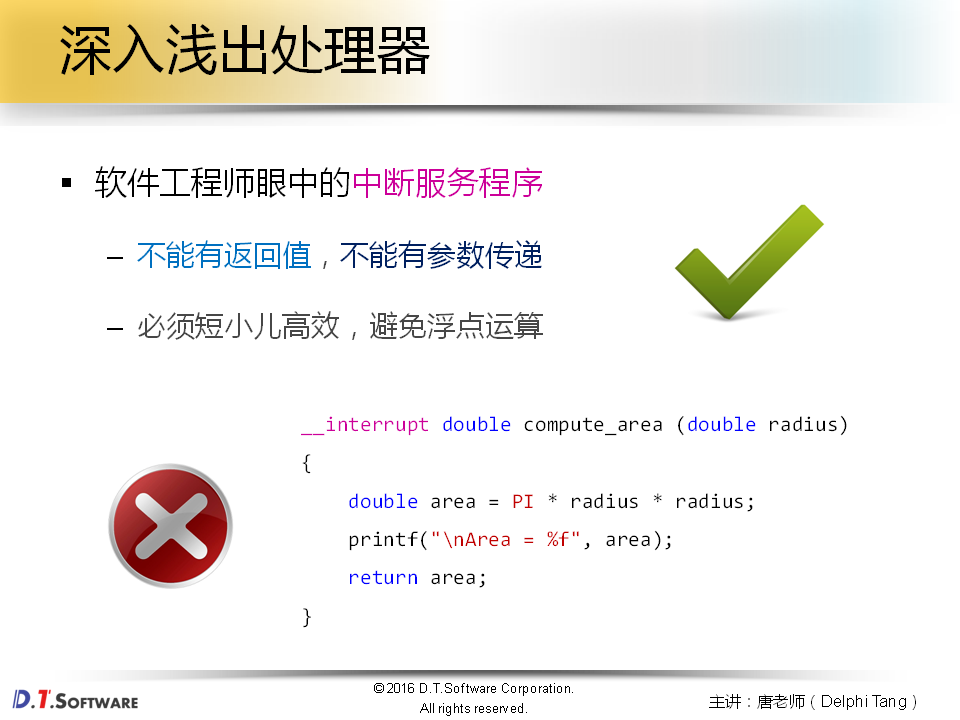 深入浅出处理器
▪ 软件工程师眼中的中断服务程序
– 不能有返回值，不能有参数传递
– 必须短小儿高效，避免浮点运算
__interrupt double compute_area (double radius)
{
    double area = PI * radius * radius;
    printf("\nArea = %f", area);
    return area;
}
D.T.SOFTWARE
©2016 D.T.Software Corporation.
All rights reserved.
主讲：唐老师（Delphi Tang）